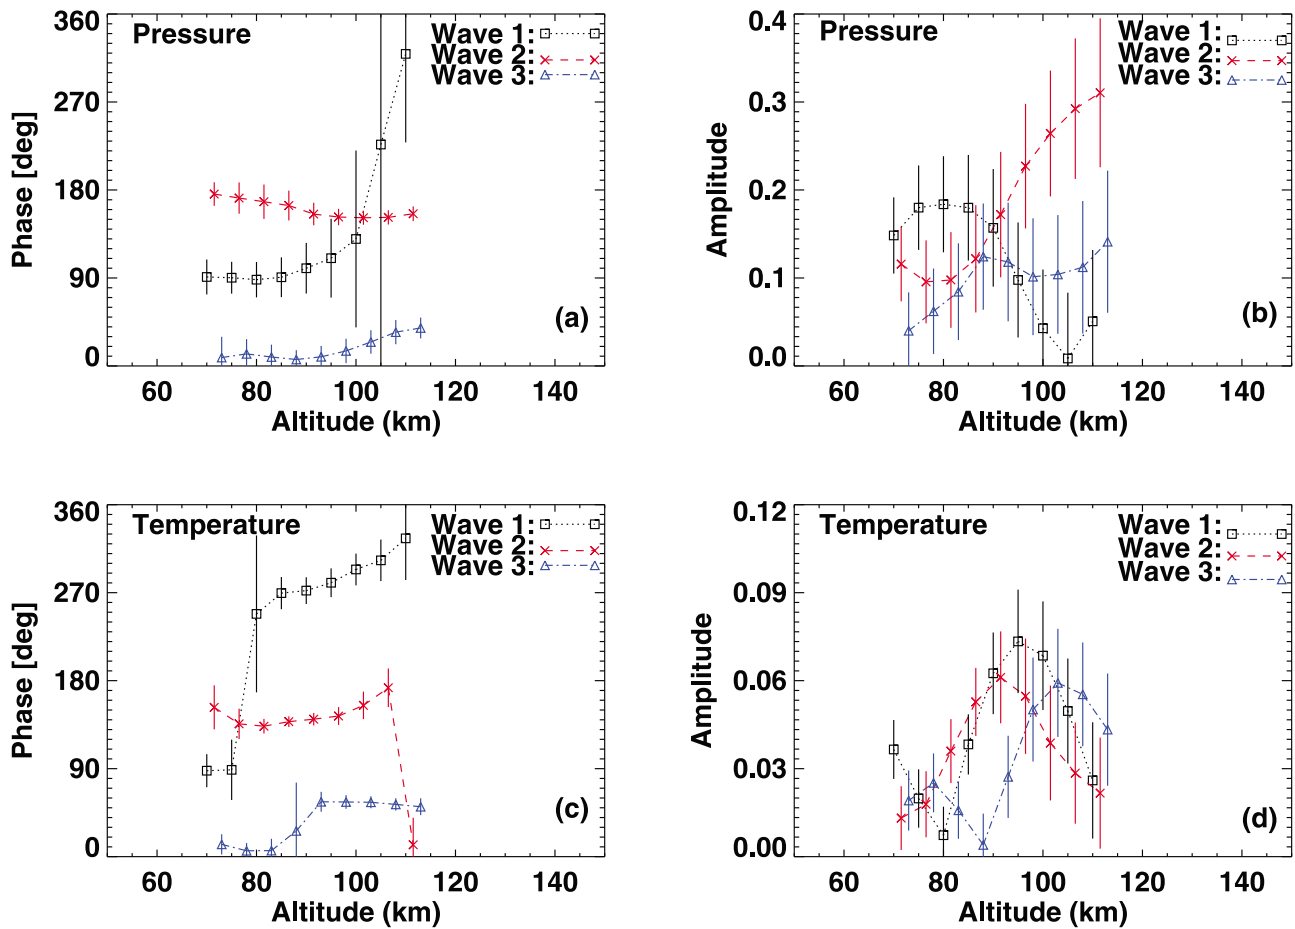 Pressure
Wave 1:
Wave 2:
Wave 3:
360
270
180
90
0
Phase [deg]
(a)
60 80 100 120 140
Altitude (km)
Pressure
Wave 1:
Wave 2:
Wave 3:
0.4
0.3
0.2
0.1
0.0
Amplitude
(b)
60 80 100 120 140
Altitude (km)
Temperature
Wave 1:
Wave 2:
Wave 3:
360
270
180
90
0
Phase [deg]
(c)
60 80 100 120 140
Altitude (km)
Temperature
Wave 1:
Wave 2:
Wave 3:
0.12
0.09
0.06
0.03
0.00
Amplitude
(d)
60 80 100 120 140
Altitude (km)